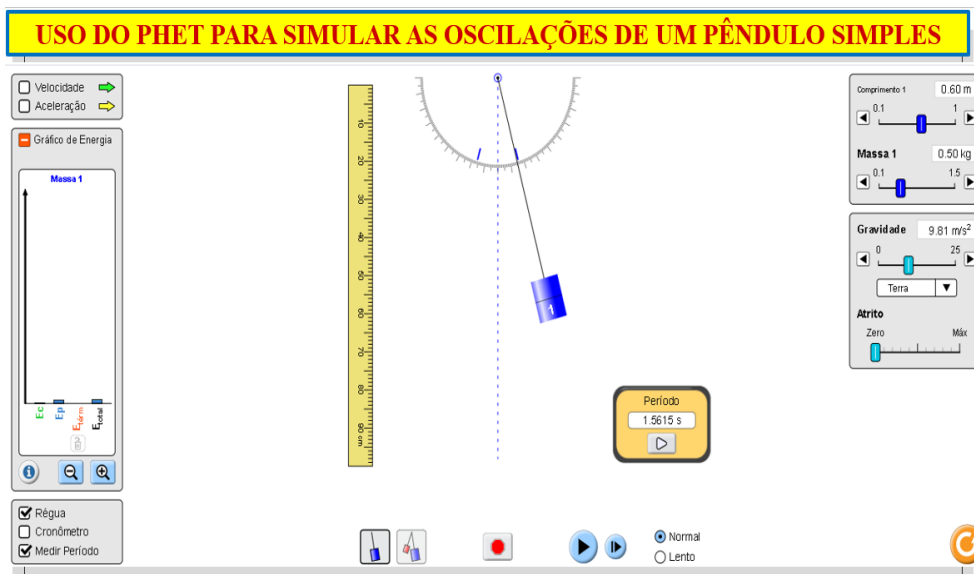 USO DO PHET PARA SIMULAR AS OSCILAÇÕES DE UM PÊNDULO SIMPLES
Velocidade
Aceleração
Gráfico de Energia
Massa 1
Ec
Ep
Etérm
Etotal
Régua
Cronômetro
Medir Período
10
20
30
40
50
60
70
80
90 cm
1
Período
1.5615 s
Normal
Lento
Comprimento 1 0.60 m
0.1 1
Massa 1 0.50 kg
0.1 1.5
Gravidade 9.81 m/s²
0 25
Terra
Atrito
Zero Máx